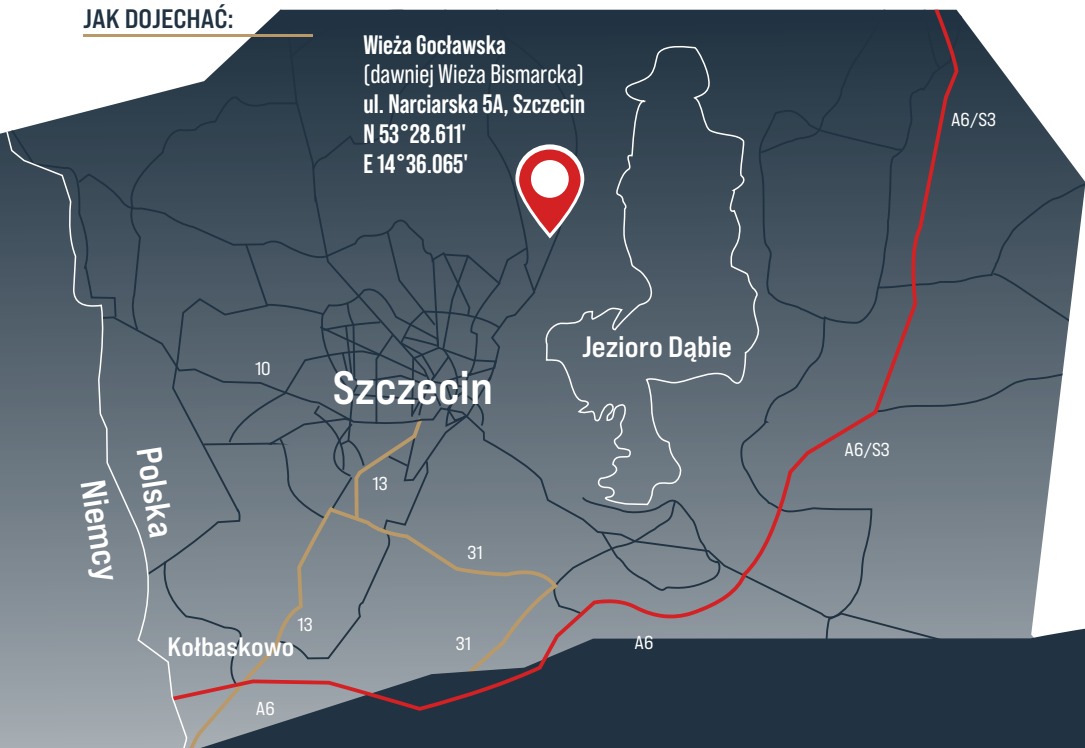 JAK DOJECHAĆ:
Wieża Gocławska
(dawniej Wieża Bismarcka)
ul. Narciarska 5A, Szczecin
N 53°28.611'
E 14°36.065'
A6/S3
Jezioro Dąbie
10
Szczecin
A6/S3
Polska
Niemcy
13
31
13
Kołbaskowo
31
A6
A6